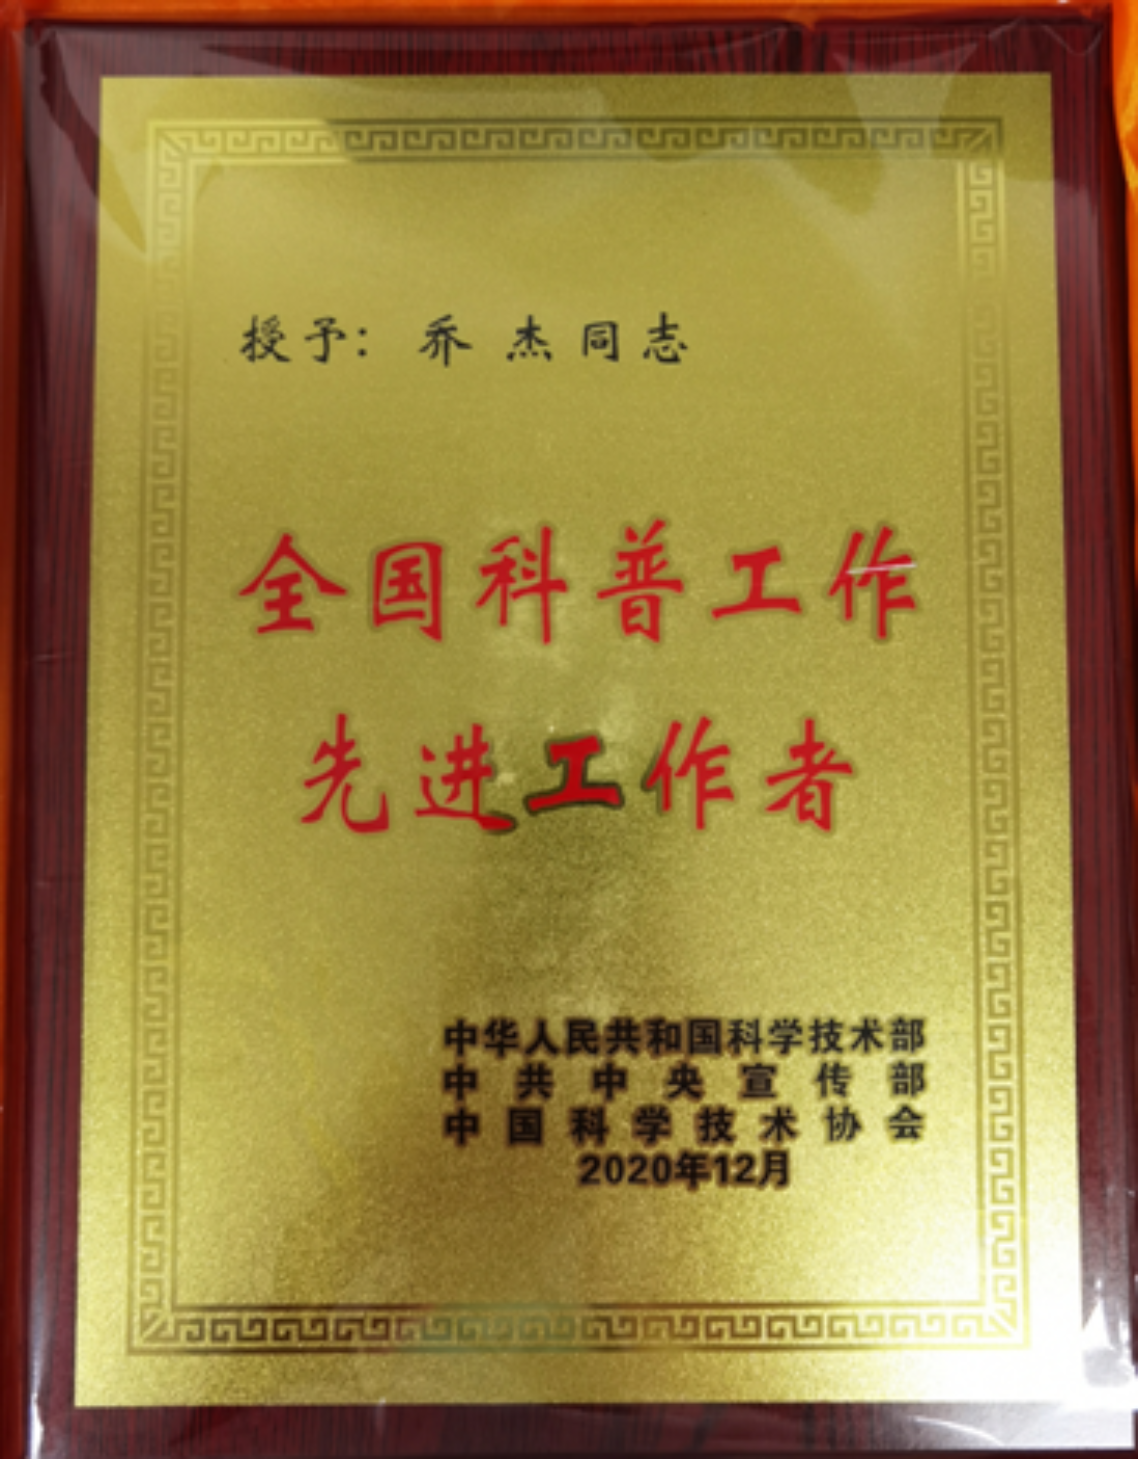 授予：乔杰同志
全国科普工作
先进工作者
中华人民共和国科学技术部
中共中央宣传部
中国科学技术协会
2020年12月